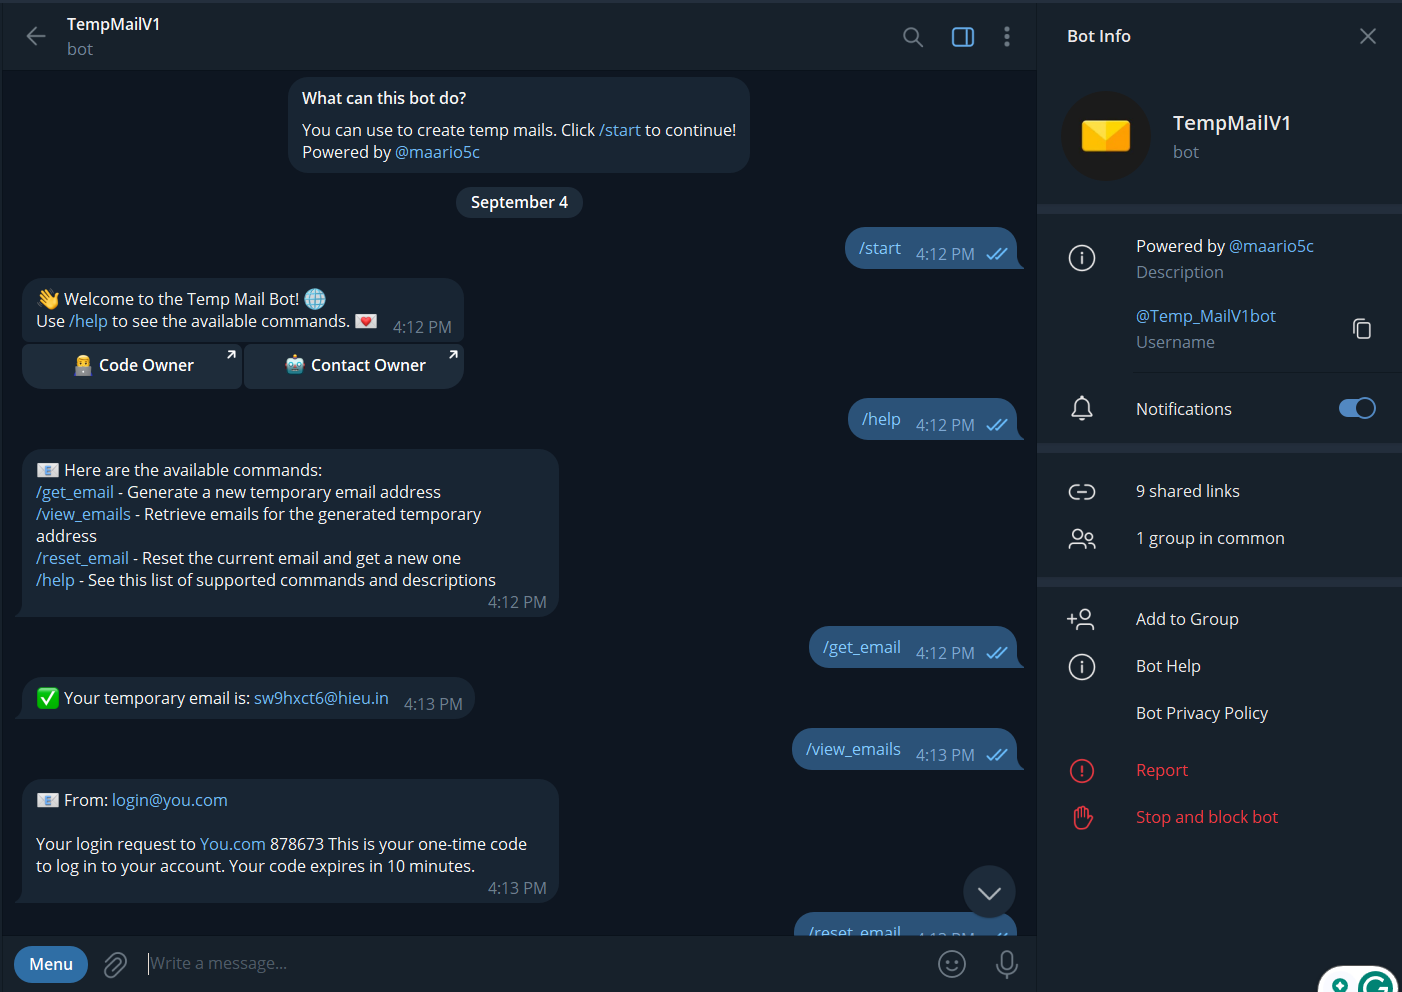 TempMailV1
bot
What can this bot do?
You can use to create temp mails. Click /start to continue!
Powered by @maario5c
September 4
/start 4:12 PM
👋 Welcome to the Temp Mail Bot! 🌐
Use /help to see the available commands. 💌 4:12 PM
👨‍💻 Code Owner
🤖 Contact Owner
/help 4:12 PM
📧 Here are the available commands:
/get_email - Generate a new temporary email address
/view_emails - Retrieve emails for the generated temporary
address
/reset_email - Reset the current email and get a new one
/help - See this list of supported commands and descriptions
4:12 PM
/get_email 4:12 PM
✅ Your temporary email is: sw9hxct6@hieu.in 4:13 PM
/view_emails 4:13 PM
📧 From: login@you.com
Your login request to You.com 878673 This is your one-time code
to log in to your account. Your code expires in 10 minutes.
4:13 PM
/reset_email 4:13 PM
Menu
Write a message...
Bot Info
TempMailV1
bot
Powered by @maario5c
Description
@Temp_MailV1bot
Username
Notifications
9 shared links
1 group in common
Add to Group
Bot Help
Bot Privacy Policy
Report
Stop and block bot